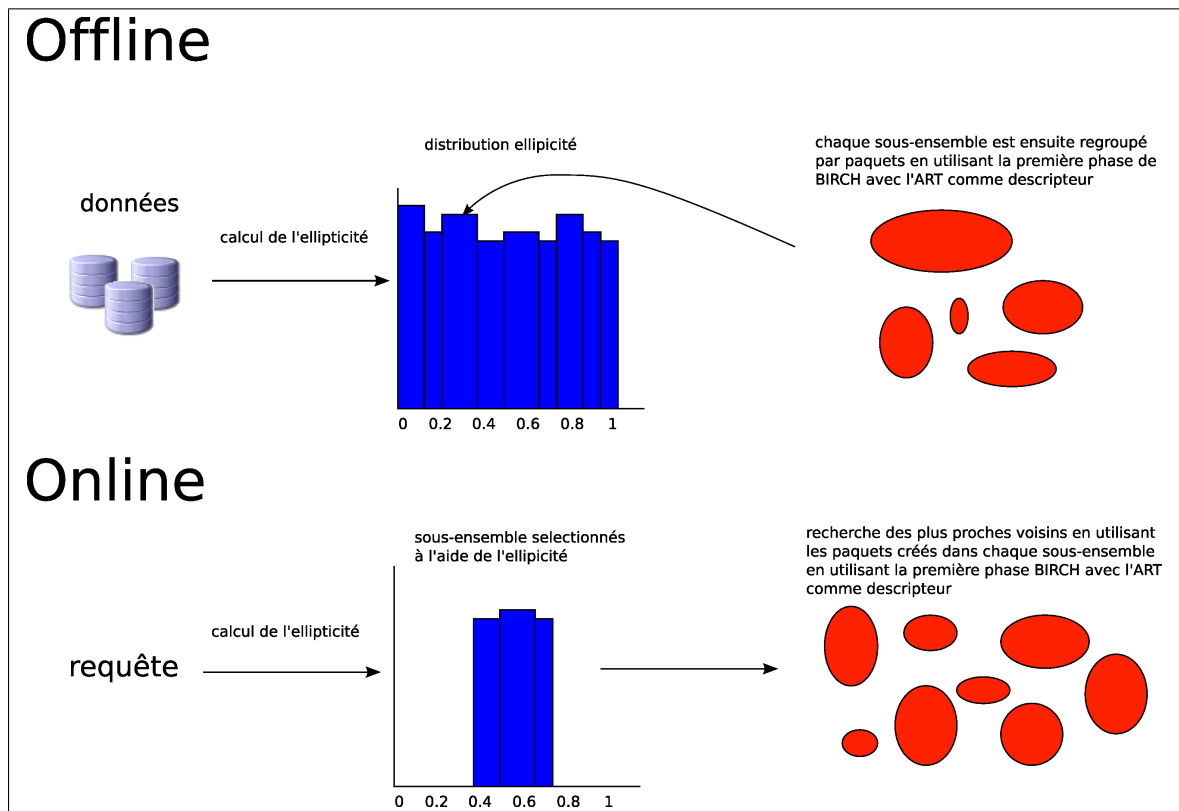 Offline
distribution ellipicité
chaque sous-ensemble est ensuite regroupé
par paquets en utilisant la première phase de
BIRCH avec l'ART comme descripteur
données
calcul de l'ellipticité
0 0.2 0.4 0.6 0.8 1
Online
sous-ensemble selectionnés
à l'aide de l'ellipicité
recherche des plus proches voisins en utilisant
les paquets créés dans chaque sous-ensemble
en utilisant la première phase BIRCH avec l'ART
comme descripteur
calcul de l'ellipticité
requête
0 0.2 0.4 0.6 0.8 1